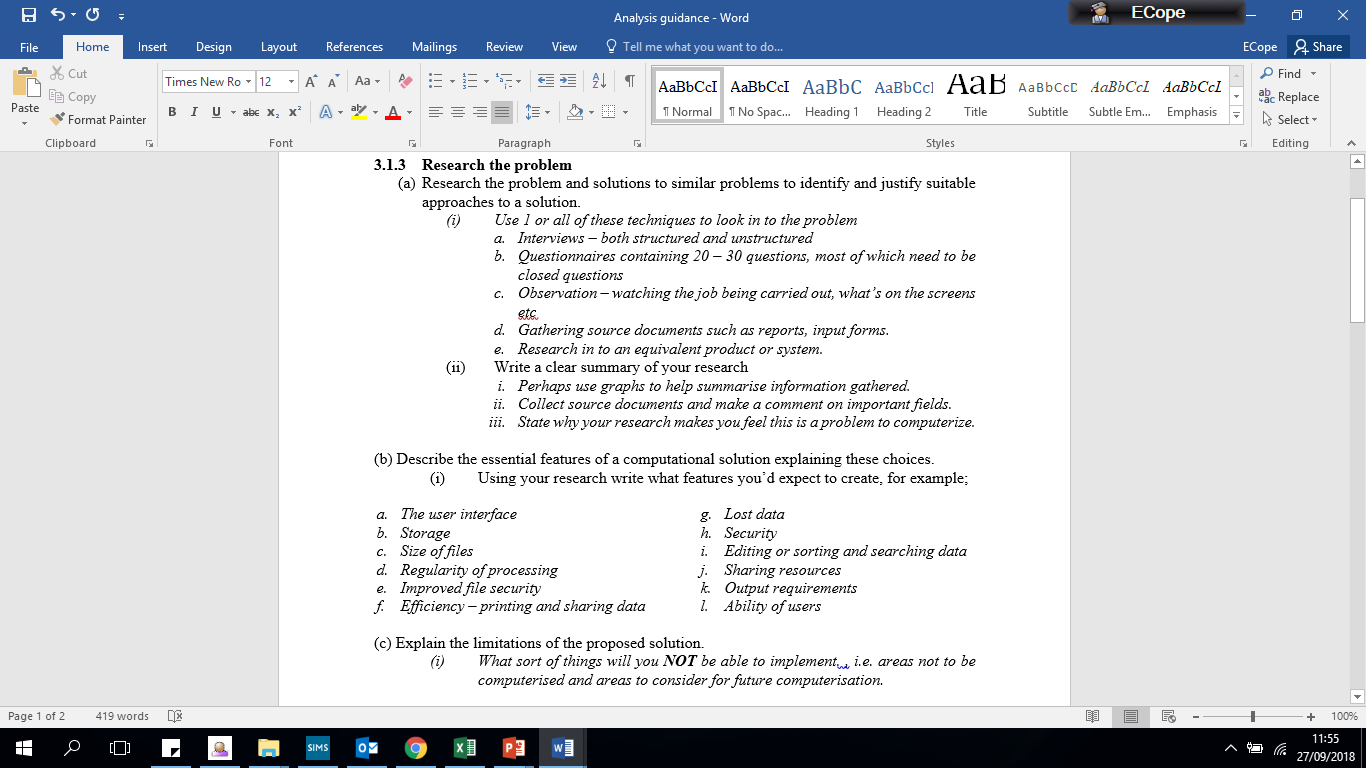 Analysis guidance - Word
ECope
File Home Insert Design Layout References Mailings Review View Tell me what you want to do... ECope Share
Paste
Cut
Copy
Format Painter
Clipboard
Times New Ro 12
B I U abc x₂ x²
Font
Paragraph
AaBbCcI AaBbCcI AaBbC AaBbCcI AaB AaBbCcD AaBbCcI AaBbCcI
¶ Normal ¶ No Spac... Heading 1 Heading 2 Title Subtitle Subtle Em... Emphasis
Styles
Find
Replace
Select
Editing
3.1.3 Research the problem
(a) Research the problem and solutions to similar problems to identify and justify suitable
approaches to a solution.
(i) Use 1 or all of these techniques to look in to the problem
a. Interviews – both structured and unstructured
b. Questionnaires containing 20 – 30 questions, most of which need to be
closed questions
c. Observation – watching the job being carried out, what's on the screens
etc.
d. Gathering source documents such as reports, input forms.
e. Research in to an equivalent product or system.
(ii) Write a clear summary of your research
i. Perhaps use graphs to help summarise information gathered.
ii. Collect source documents and make a comment on important fields.
iii. State why your research makes you feel this is a problem to computerize.
(b) Describe the essential features of a computational solution explaining these choices.
(i) Using your research write what features you'd expect to create, for example;
a. The user interface
b. Storage
c. Size of files
d. Regularity of processing
e. Improved file security
f. Efficiency – printing and sharing data
g. Lost data
h. Security
i. Editing or sorting and searching data
j. Sharing resources
k. Output requirements
l. Ability of users
(c) Explain the limitations of the proposed solution.
(i) What sort of things will you NOT be able to implement, i.e. areas not to be
computerised and areas to consider for future computerisation.
Page 1 of 2 419 words 100%
SIMS
11:55
27/09/2018